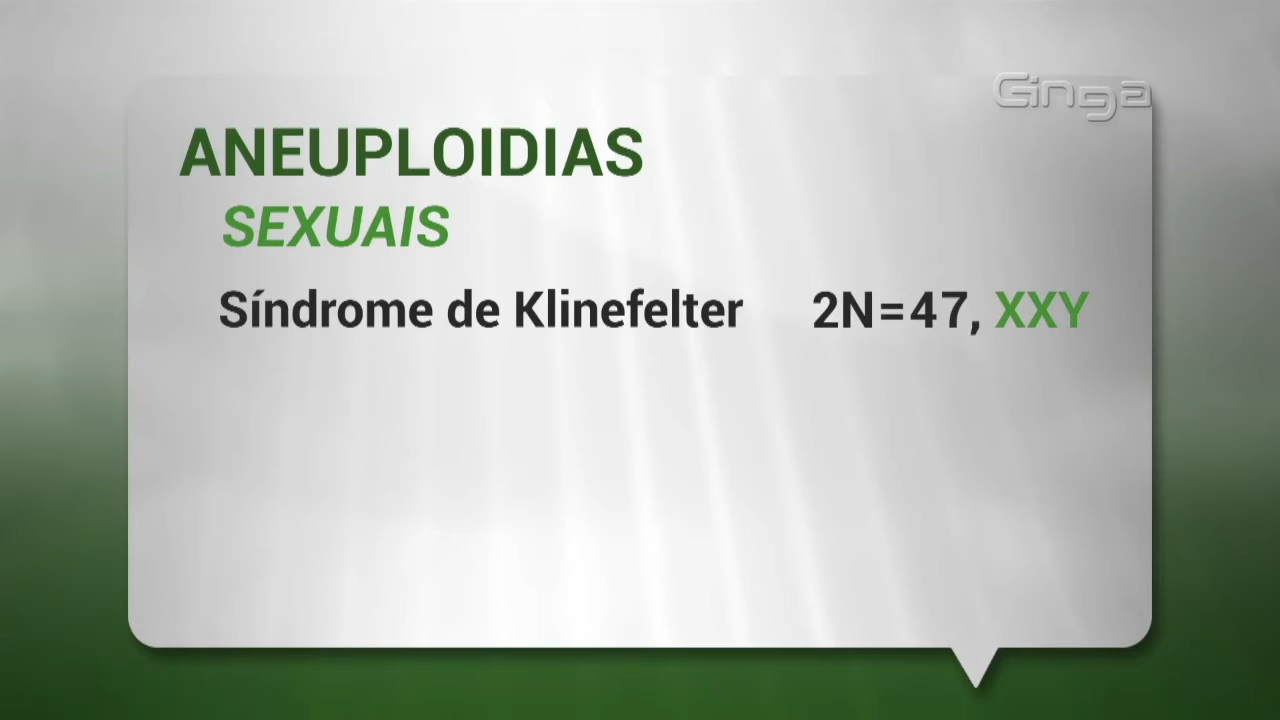 Ginga
ANEUPLOIDIAS
SEXUAIS
Síndrome de Klinefelter 2N=47, XXY